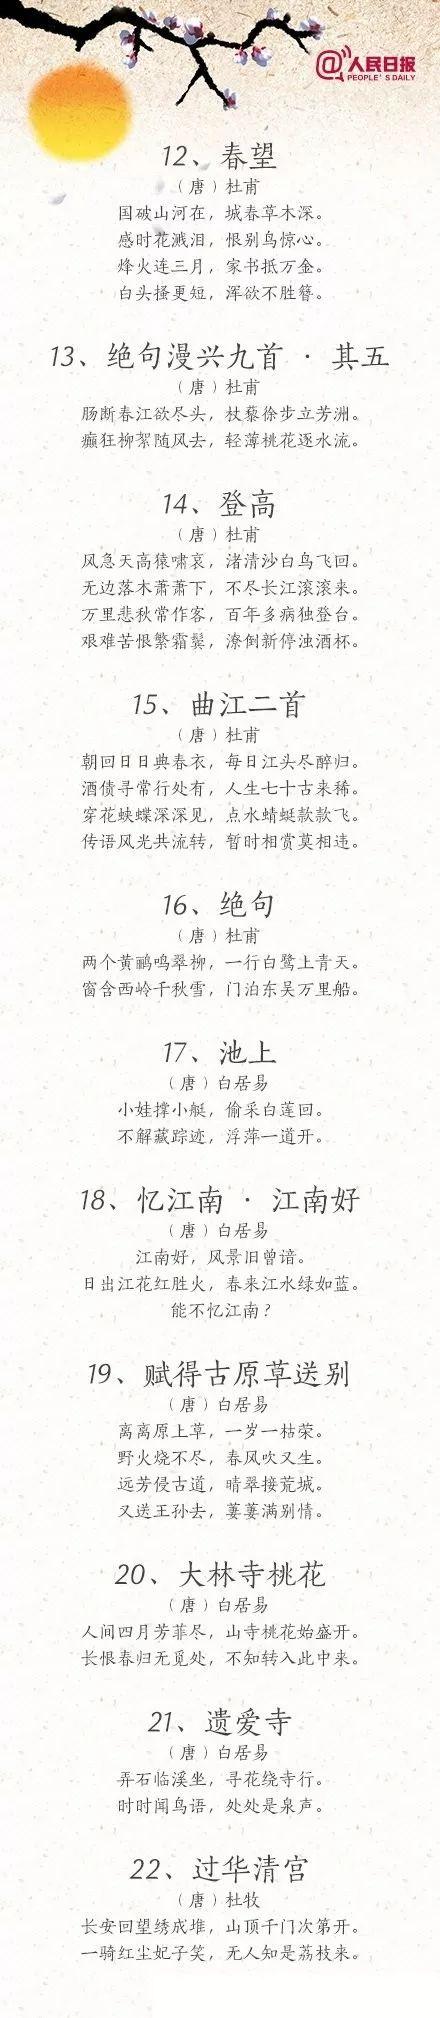 @人民日报
PEOPLE'S DAILY
12、春望
（唐）杜甫
国破山河在，城春草木深。
感时花溅泪，恨别鸟惊心。
烽火连三月，家书抵万金。
白头搔更短，浑欲不胜簪。
13、绝句漫兴九首 · 其五
（唐）杜甫
肠断春江欲尽头，杖藜徐步立芳洲。
癫狂柳絮随风去，轻薄桃花逐水流。
14、登高
（唐）杜甫
风急天高猿啸哀，渚清沙白鸟飞回。
无边落木萧萧下，不尽长江滚滚来。
万里悲秋常作客，百年多病独登台。
艰难苦恨繁霜鬓，潦倒新停浊酒杯。
15、曲江二首
（唐）杜甫
朝回日日典春衣，每日江头尽醉归。
酒债寻常行处有，人生七十古来稀。
穿花蛱蝶深深见，点水蜻蜓款款飞。
传语风光共流转，暂时相赏莫相违。
16、绝句
（唐）杜甫
两个黄鹂鸣翠柳，一行白鹭上青天。
窗含西岭千秋雪，门泊东吴万里船。
17、池上
（唐）白居易
小娃撑小艇，偷采白莲回。
不解藏踪迹，浮萍一道开。
18、忆江南 · 江南好
（唐）白居易
江南好，风景旧曾谙。
日出江花红胜火，春来江水绿如蓝。
能不忆江南？
19、赋得古原草送别
（唐）白居易
离离原上草，一岁一枯荣。
野火烧不尽，春风吹又生。
远芳侵古道，晴翠接荒城。
又送王孙去，萋萋满别情。
20、大林寺桃花
（唐）白居易
人间四月芳菲尽，山寺桃花始盛开。
长恨春归无觅处，不知转入此中来。
21、遗爱寺
（唐）白居易
弄石临溪坐，寻花绕寺行。
时时闻鸟语，处处是泉声。
22、过华清宫
（唐）杜牧
长安回望绣成堆，山顶千门次第开。
一骑红尘妃子笑，无人知是荔枝来。